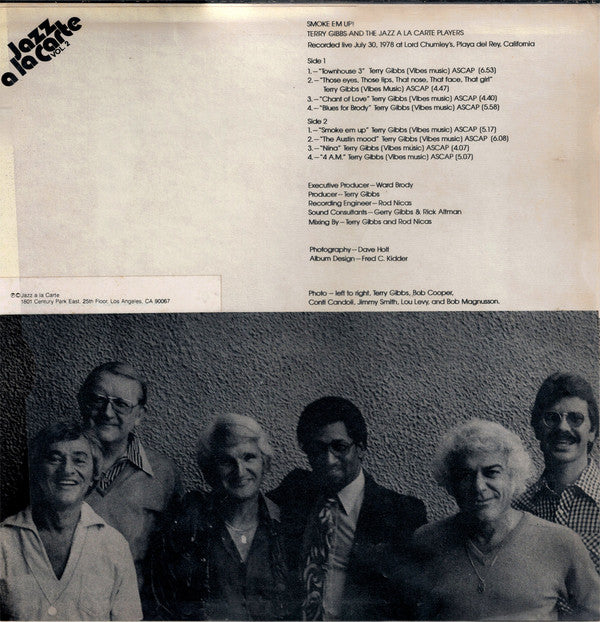 Jazz
a la Carte
VOL. 2
SMOKE EM UP!
TERRY GIBBS AND THE JAZZ A LA CARTE PLAYERS
Recorded live July 30, 1978 at Lord Chumley's, Playa del Rey, California
Side 1
1.—"Townhouse 3" Terry Gibbs (Vibes music) ASCAP (6.53)
2.—"Those eyes, Those lips, That nose, That face, That girl"
Terry Gibbs (Vibes Music) ASCAP (4.47)
3.—"Chant of Love" Terry Gibbs (Vibes music) ASCAP (4.40)
4.—"Blues for Brody" Terry Gibbs (Vibes music) ASCAP (5.58)
Side 2
1.—"Smoke em up" Terry Gibbs (Vibes music) ASCAP (5.17)
2.—"The Austin mood" Terry Gibbs (Vibes music) ASCAP (6.08)
3.—"Nina" Terry Gibbs (Vibes music) ASCAP (4.07)
4.—"4 A.M." Terry Gibbs (Vibes music) ASCAP (5.07)
Executive Producer—Ward Brody
Producer—Terry Gibbs
Recording Engineer—Rod Nicas
Sound Consultants—Gerry Gibbs & Rick Altman
Mixing By—Terry Gibbs and Rod Nicas
Photography—Dave Holt
Album Design—Fred C. Kidder
℗©Jazz a la Carte
1801 Century Park East, 25th Floor, Los Angeles, CA 90067
Photo—left to right, Terry Gibbs, Bob Cooper,
Conti Candoli, Jimmy Smith, Lou Levy, and Bob Magnusson.